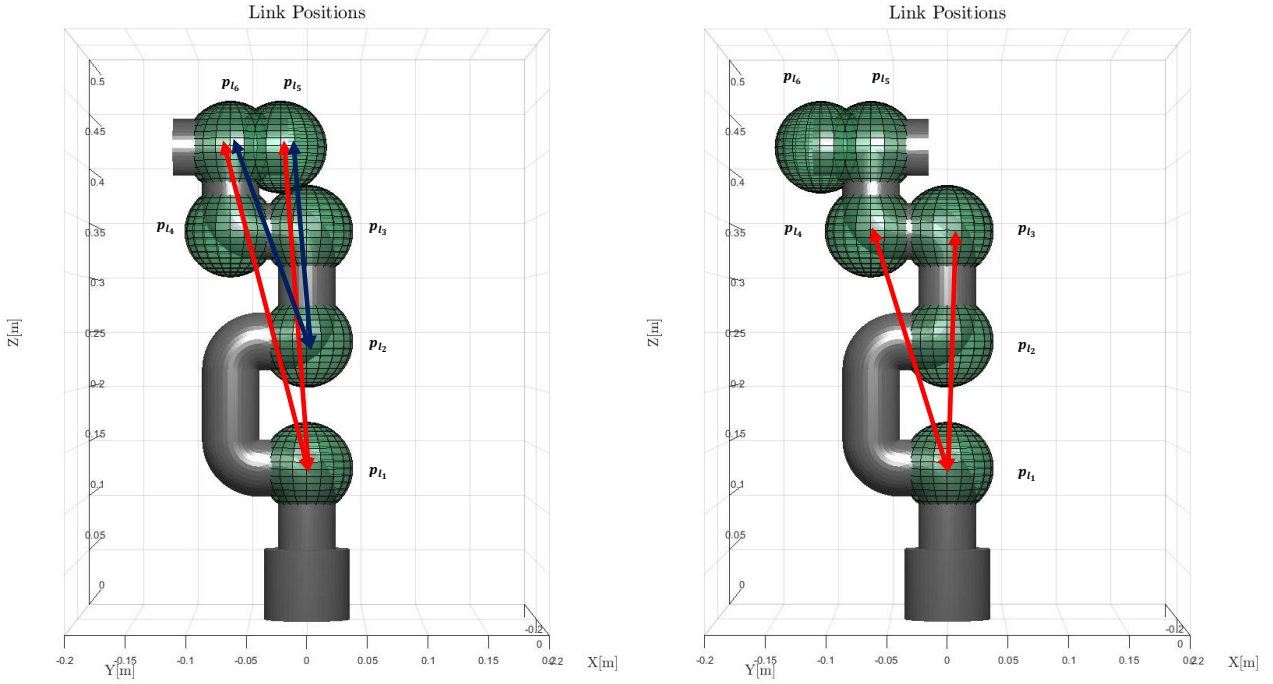 Link Positions
p_{l_6}
p_{l_5}
p_{l_4}
p_{l_3}
p_{l_2}
p_{l_1}
0.5
0.45
0.4
0.35
0.3
0.25
0.2
0.15
0.1
0.05
0
Z[m]
-0.2
-0.15
-0.1
-0.05
0
0.05
0.1
0.15
0.2
Y[m]
-0.2
0
0.2
X[m]
Link Positions
p_{l_6}
p_{l_5}
p_{l_4}
p_{l_3}
p_{l_2}
p_{l_1}
0.5
0.45
0.4
0.35
0.3
0.25
0.2
0.15
0.1
0.05
0
Z[m]
-0.2
-0.15
-0.1
-0.05
0
0.05
0.1
0.15
0.2
Y[m]
-0.2
0
0.2
X[m]